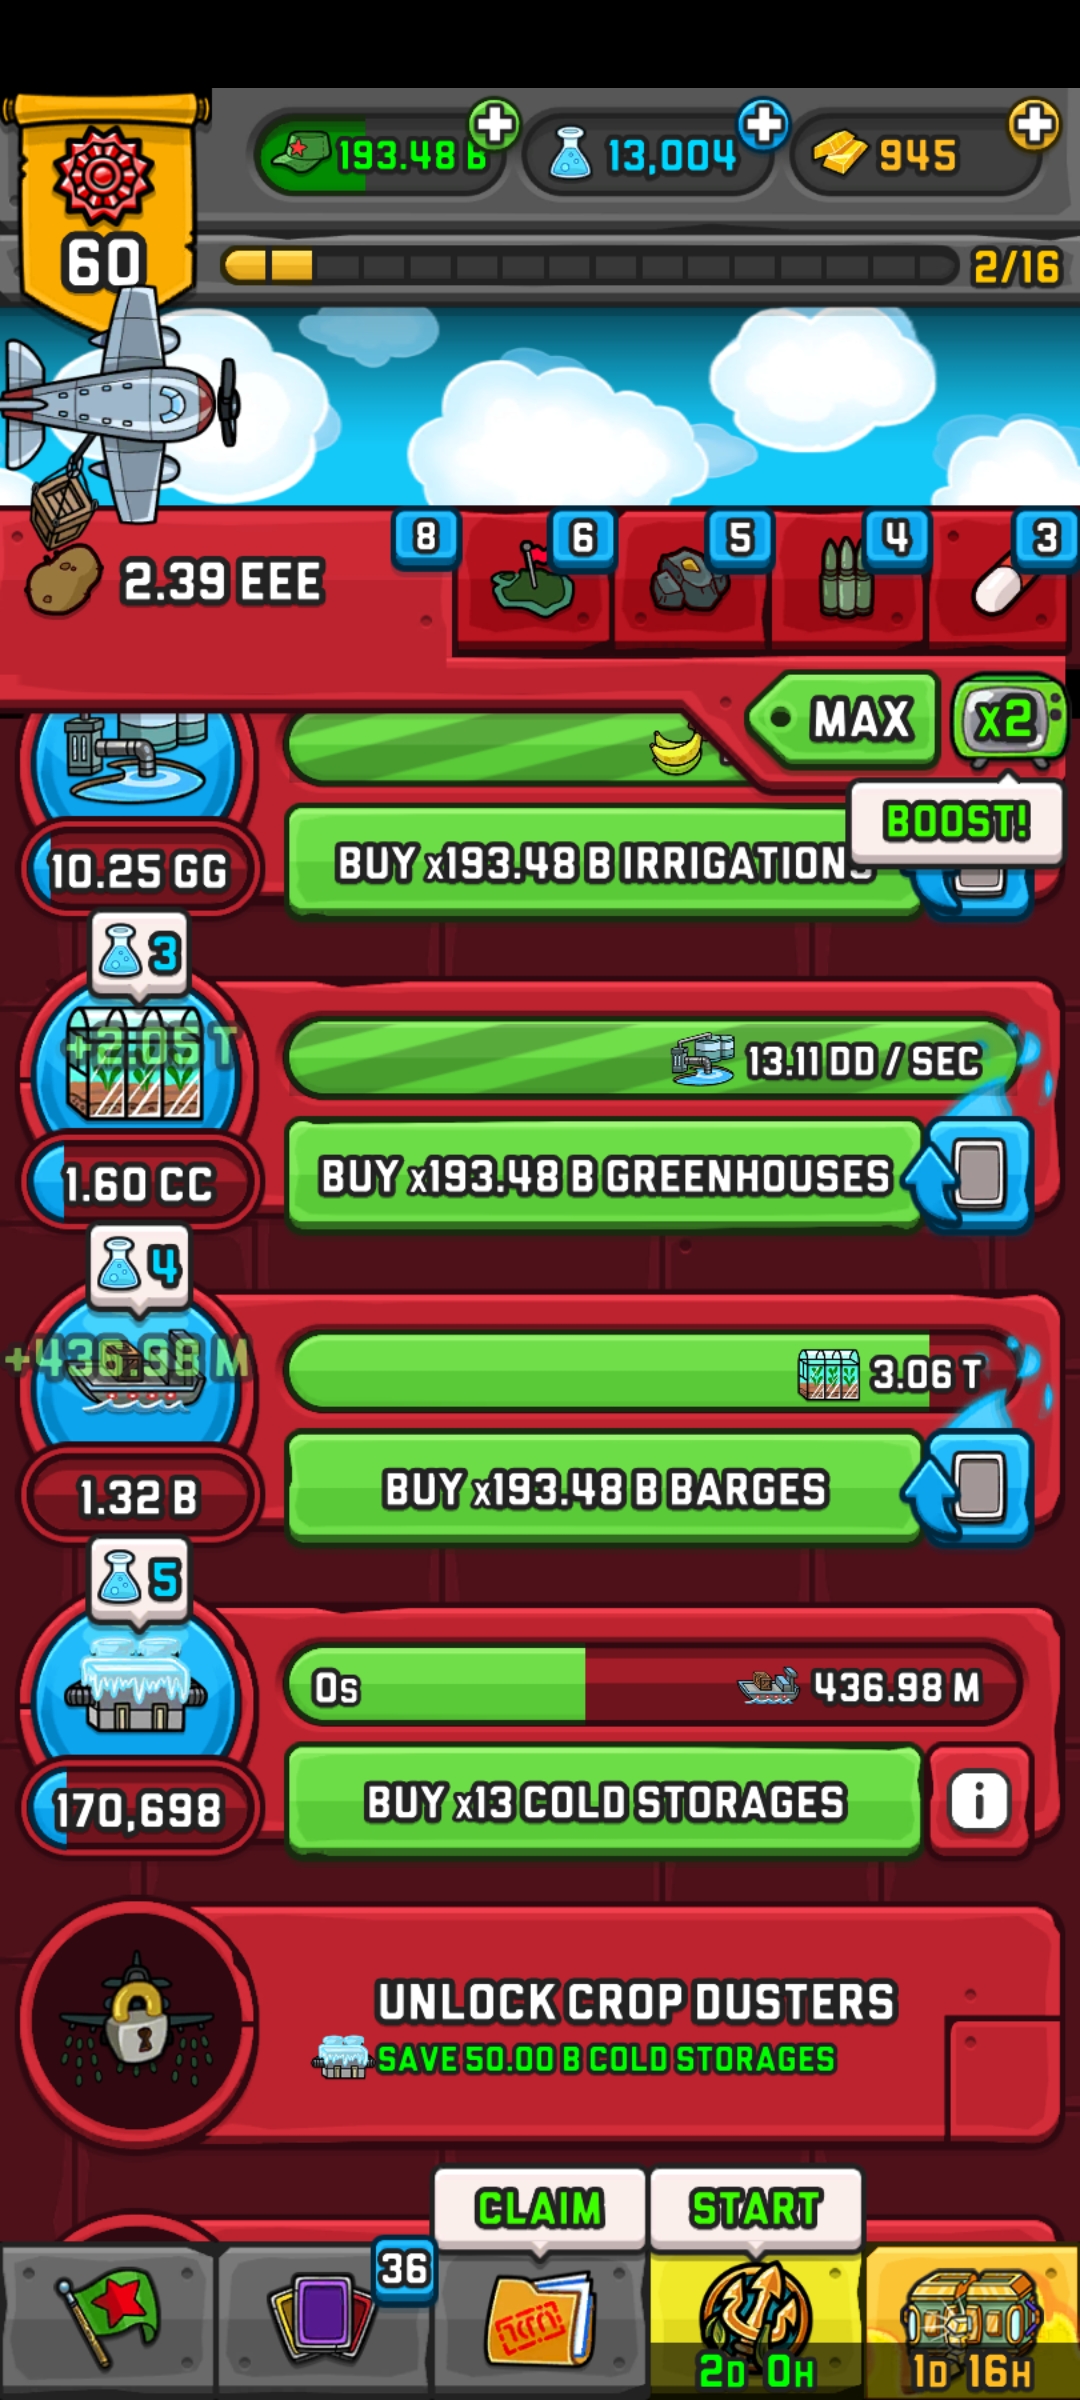 193.48 B
13,004
945
60
2/16
8
6
5
4
3
2.39 EEE
MAX
x2
BOOST!
10.25 GG
BUY x193.48 B IRRIGATIONS
3
+2.05 T
13.11 DD / SEC
1.60 CC
BUY x193.48 B GREENHOUSES
4
+436.98 M
3.06 T
1.32 B
BUY x193.48 B BARGES
5
0s
436.98 M
170,698
BUY x13 COLD STORAGES
i
UNLOCK CROP DUSTERS
SAVE 50.00 B COLD STORAGES
CLAIM
START
36
2D 0H
1D 16H